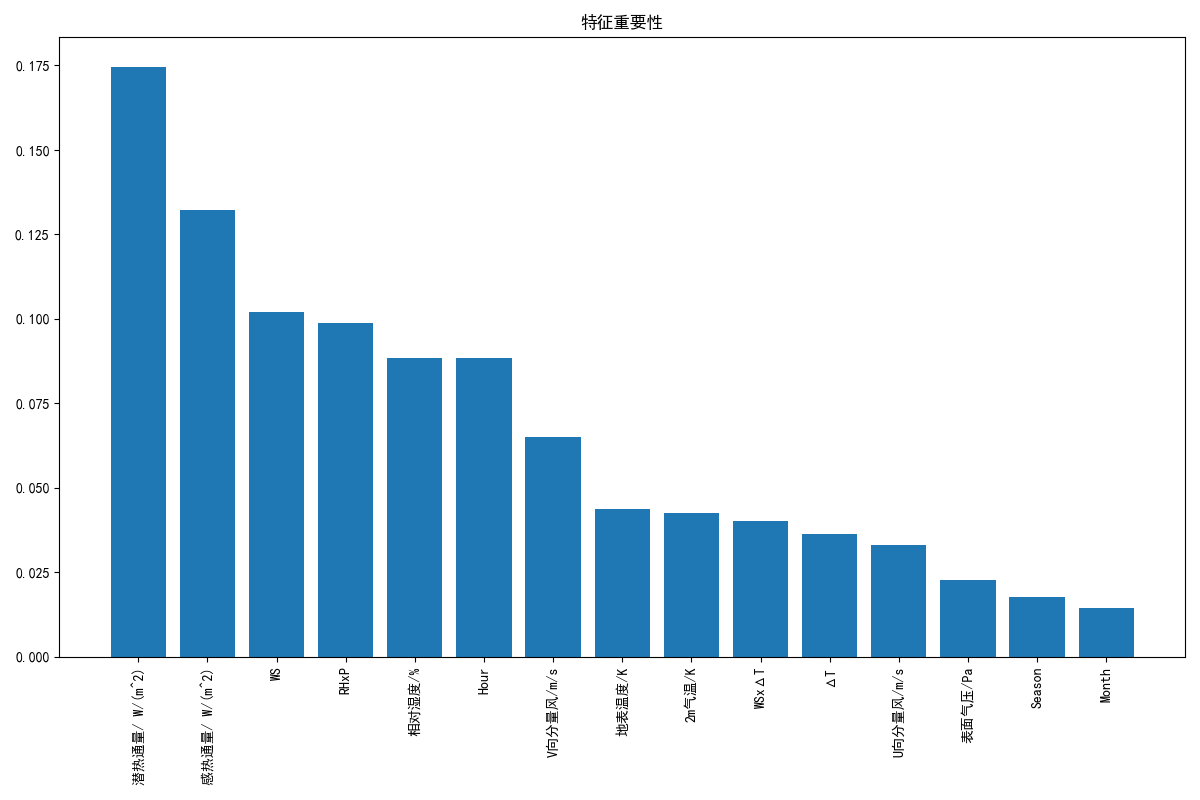 特征重要性
0.175
0.150
0.125
0.100
0.075
0.050
0.025
0.000
潜热通量/ W/(m^2)
感热通量/ W/(m^2)
WS
RHxP
相对湿度/%
Hour
V向分量风/m/s
地表温度/K
2m气温/K
WSxΔT
ΔT
U向分量风/m/s
表面气压/Pa
Season
Month